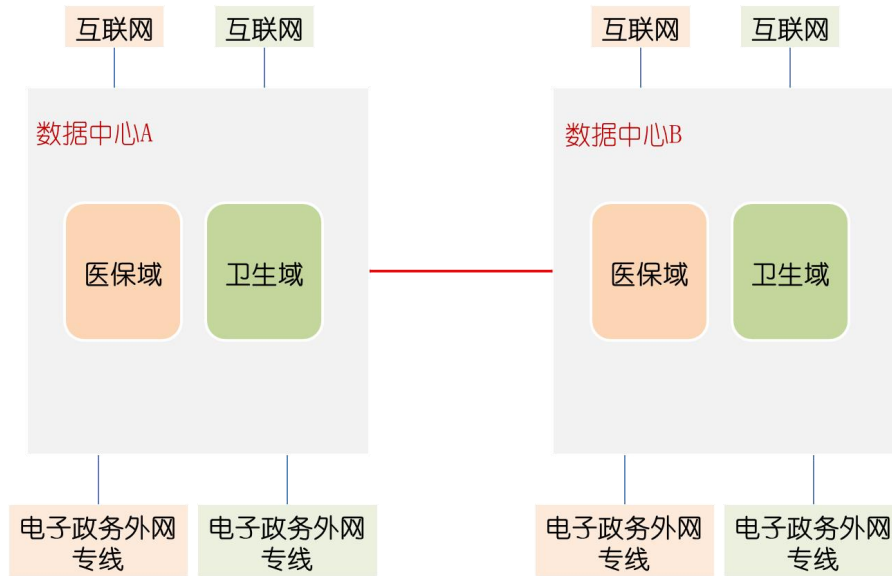 互联网
互联网
互联网
互联网
数据中心A
数据中心B
医保域
卫生域
医保域
卫生域
电子政务外网
专线
电子政务外网
专线
电子政务外网
专线
电子政务外网
专线